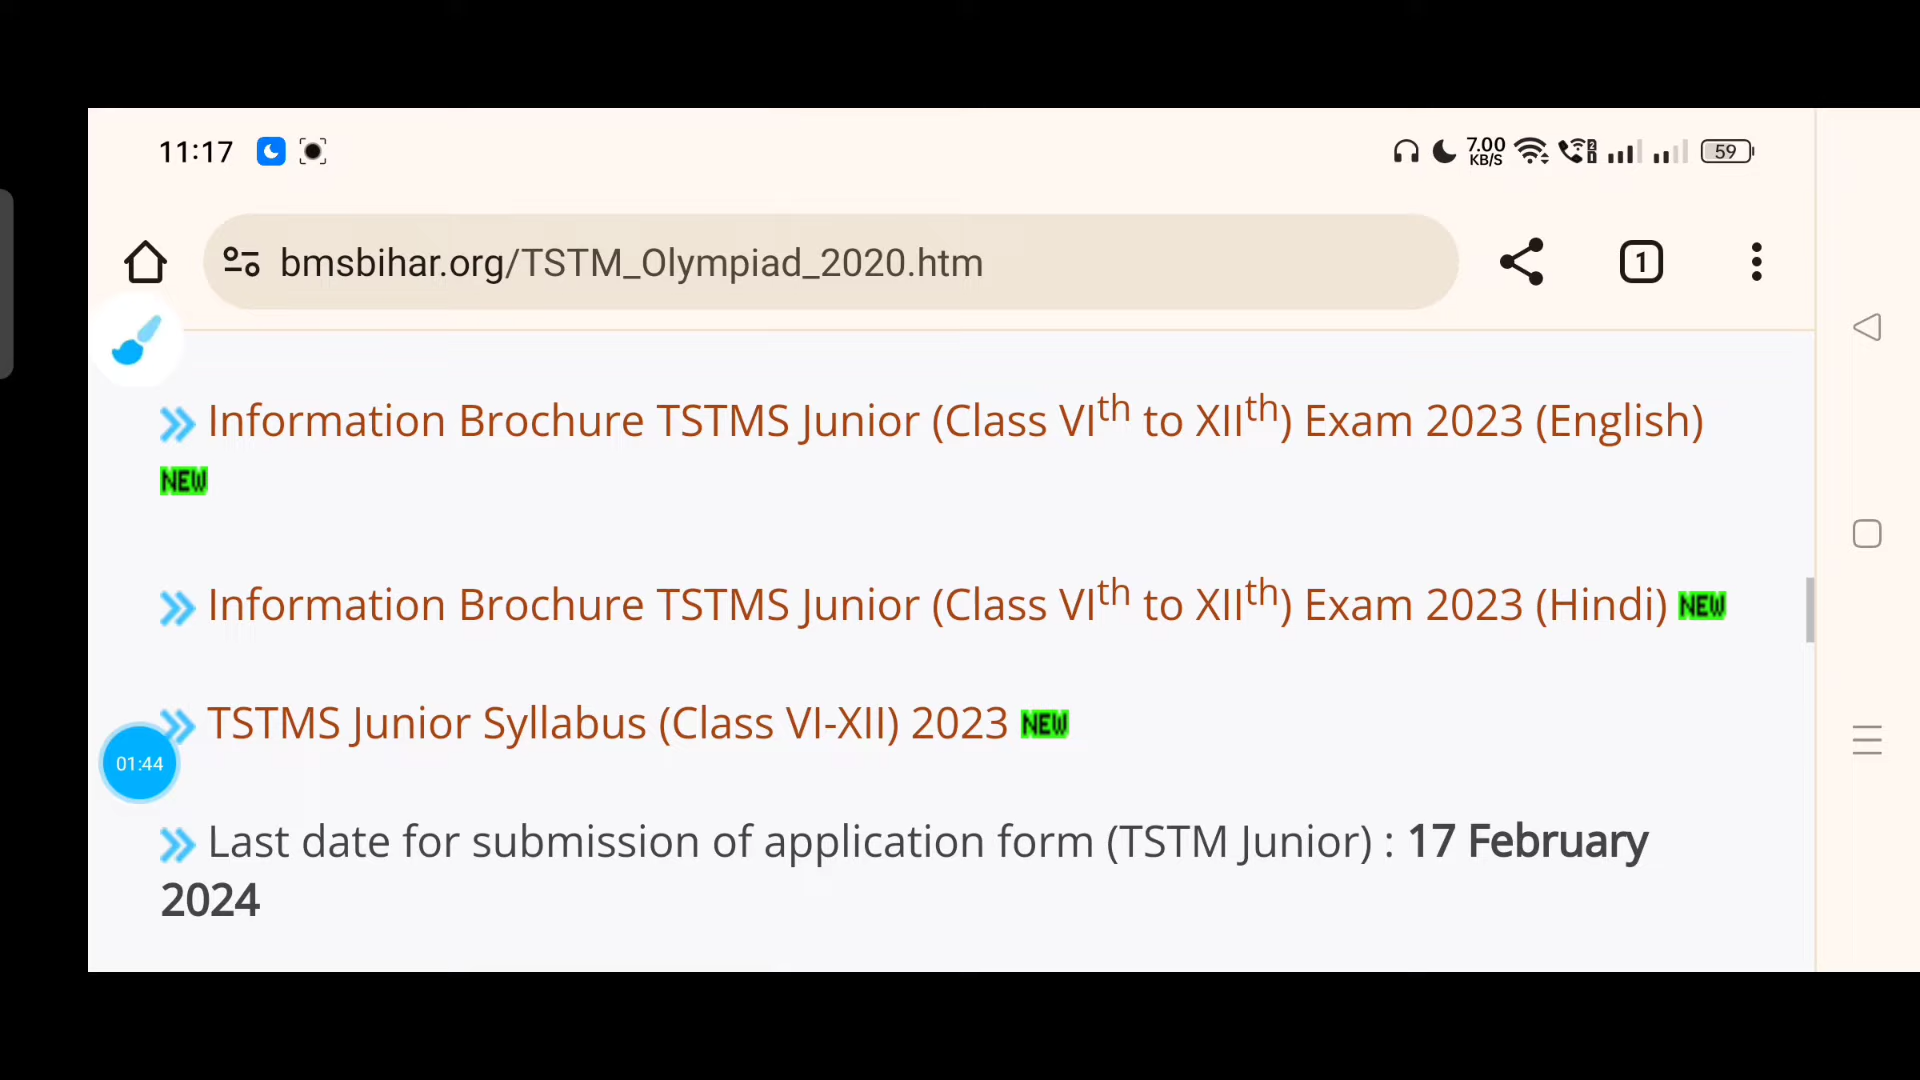 11:17
7.00
KB/S
2
59
bmsbihar.org/TSTM_Olympiad_2020.htm
1
Information Brochure TSTMS Junior (Class VIth to XIIth) Exam 2023 (English)
NEW
Information Brochure TSTMS Junior (Class VIth to XIIth) Exam 2023 (Hindi) NEW
TSTMS Junior Syllabus (Class VI-XII) 2023 NEW
01:44
Last date for submission of application form (TSTM Junior) : 17 February
2024